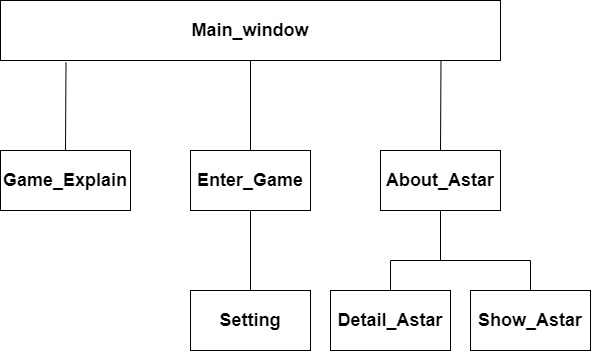 Main_window
Game_Explain
Enter_Game
About_Astar
Setting
Detail_Astar
Show_Astar